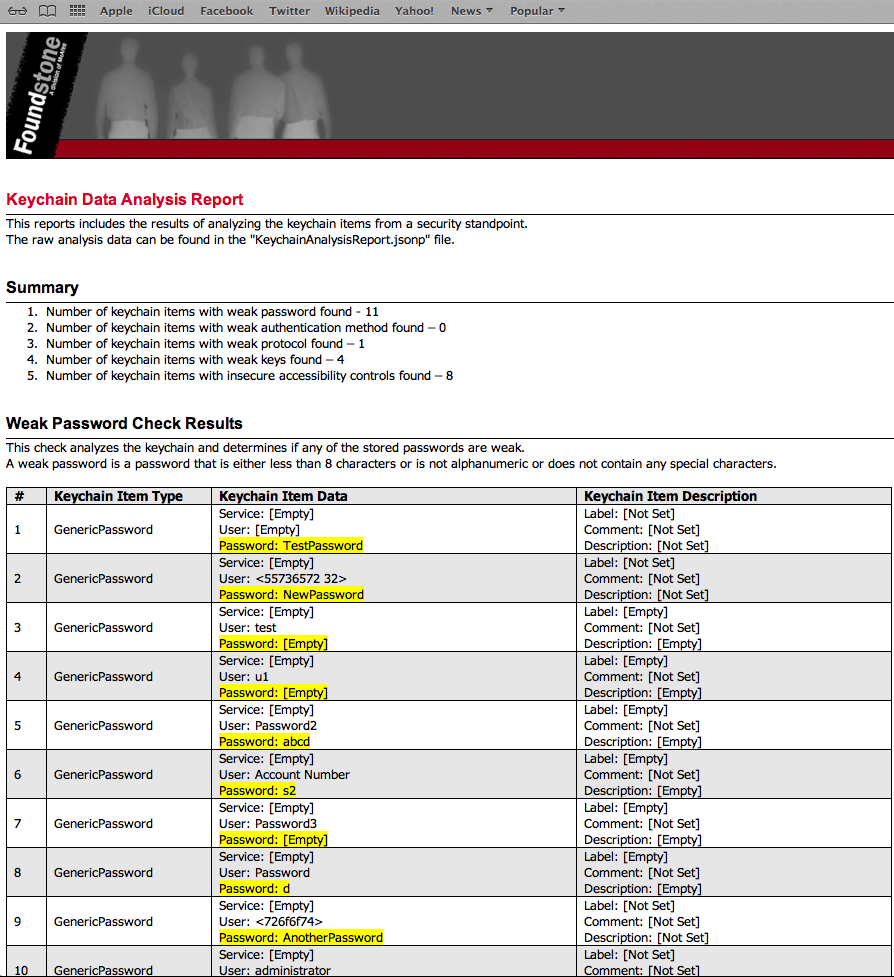 Apple iCloud Facebook Twitter Wikipedia Yahoo! News ▼ Popular ▼
Foundstone
A division of McAfee
Keychain Data Analysis Report
This reports includes the results of analyzing the keychain items from a security standpoint.
The raw analysis data can be found in the "KeychainAnalysisReport.jsonp" file.
Summary
1. Number of keychain items with weak password found - 11
2. Number of keychain items with weak authentication method found – 0
3. Number of keychain items with weak protocol found – 1
4. Number of keychain items with weak keys found – 4
5. Number of keychain items with insecure accessibility controls found – 8
Weak Password Check Results
This check analyzes the keychain and determines if any of the stored passwords are weak.
A weak password is a password that is either less than 8 characters or is not alphanumeric or does not contain any special characters.
# Keychain Item Type Keychain Item Data Keychain Item Description
Service: [Empty] Label: [Not Set]
1 GenericPassword User: [Empty] Comment: [Not Set]
Password: TestPassword Description: [Not Set]
Service: [Empty] Label: [Not Set]
2 GenericPassword User: <55736572 32> Comment: [Not Set]
Password: NewPassword Description: [Not Set]
Service: [Empty] Label: [Empty]
3 GenericPassword User: test Comment: [Not Set]
Password: [Empty] Description: [Empty]
Service: [Empty] Label: [Empty]
4 GenericPassword User: u1 Comment: [Not Set]
Password: [Empty] Description: [Empty]
Service: [Empty] Label: [Empty]
5 GenericPassword User: Password2 Comment: [Not Set]
Password: abcd Description: [Empty]
Service: [Empty] Label: [Empty]
6 GenericPassword User: Account Number Comment: [Not Set]
Password: s2 Description: [Empty]
Service: [Empty] Label: [Empty]
7 GenericPassword User: Password3 Comment: [Not Set]
Password: [Empty] Description: [Empty]
Service: [Empty] Label: [Empty]
8 GenericPassword User: Password Comment: [Not Set]
Password: d Description: [Empty]
Service: [Empty] Label: [Not Set]
9 GenericPassword User: <726f6f74> Comment: [Not Set]
Password: AnotherPassword Description: [Not Set]
Service: [Empty] Label: [Not Set]
10 GenericPassword User: administrator Comment: [Not Set]